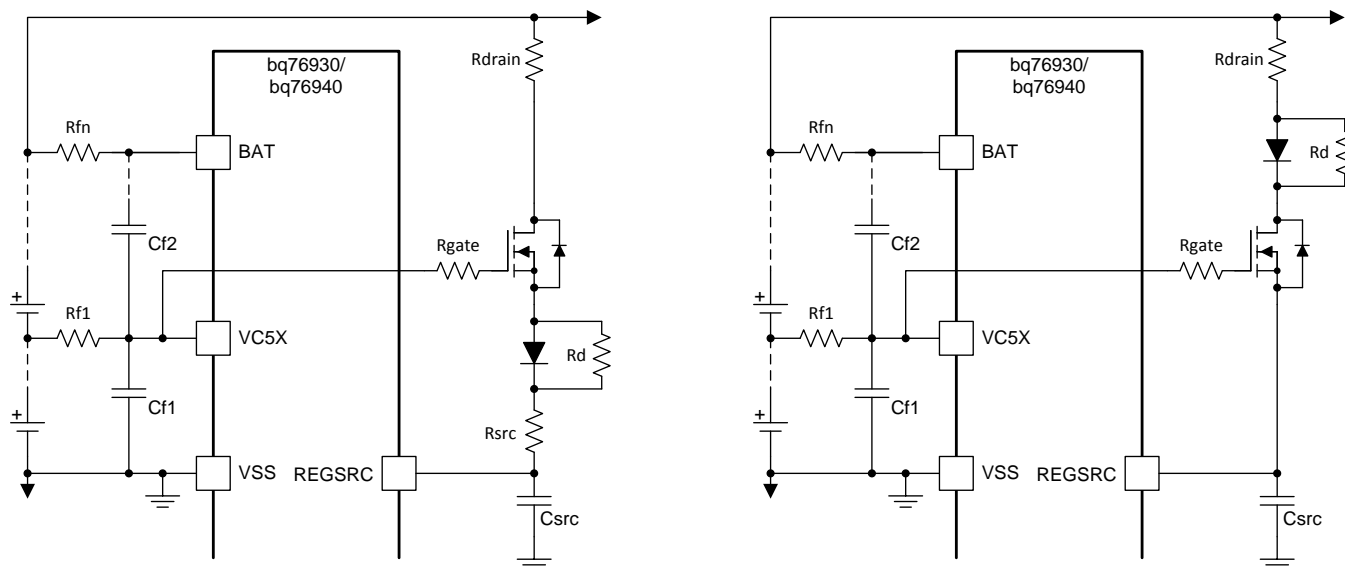 bq76930/
bq76940
Rdrain
Rfn
BAT
Cf2
Rgate
+
Rf1
VC5X
Rd
Cf1
+
Rsrc
VSS
REGSRC
Csrc
bq76930/
bq76940
Rdrain
Rfn
BAT
Rd
Cf2
Rgate
+
Rf1
VC5X
Cf1
+
VSS
REGSRC
Csrc